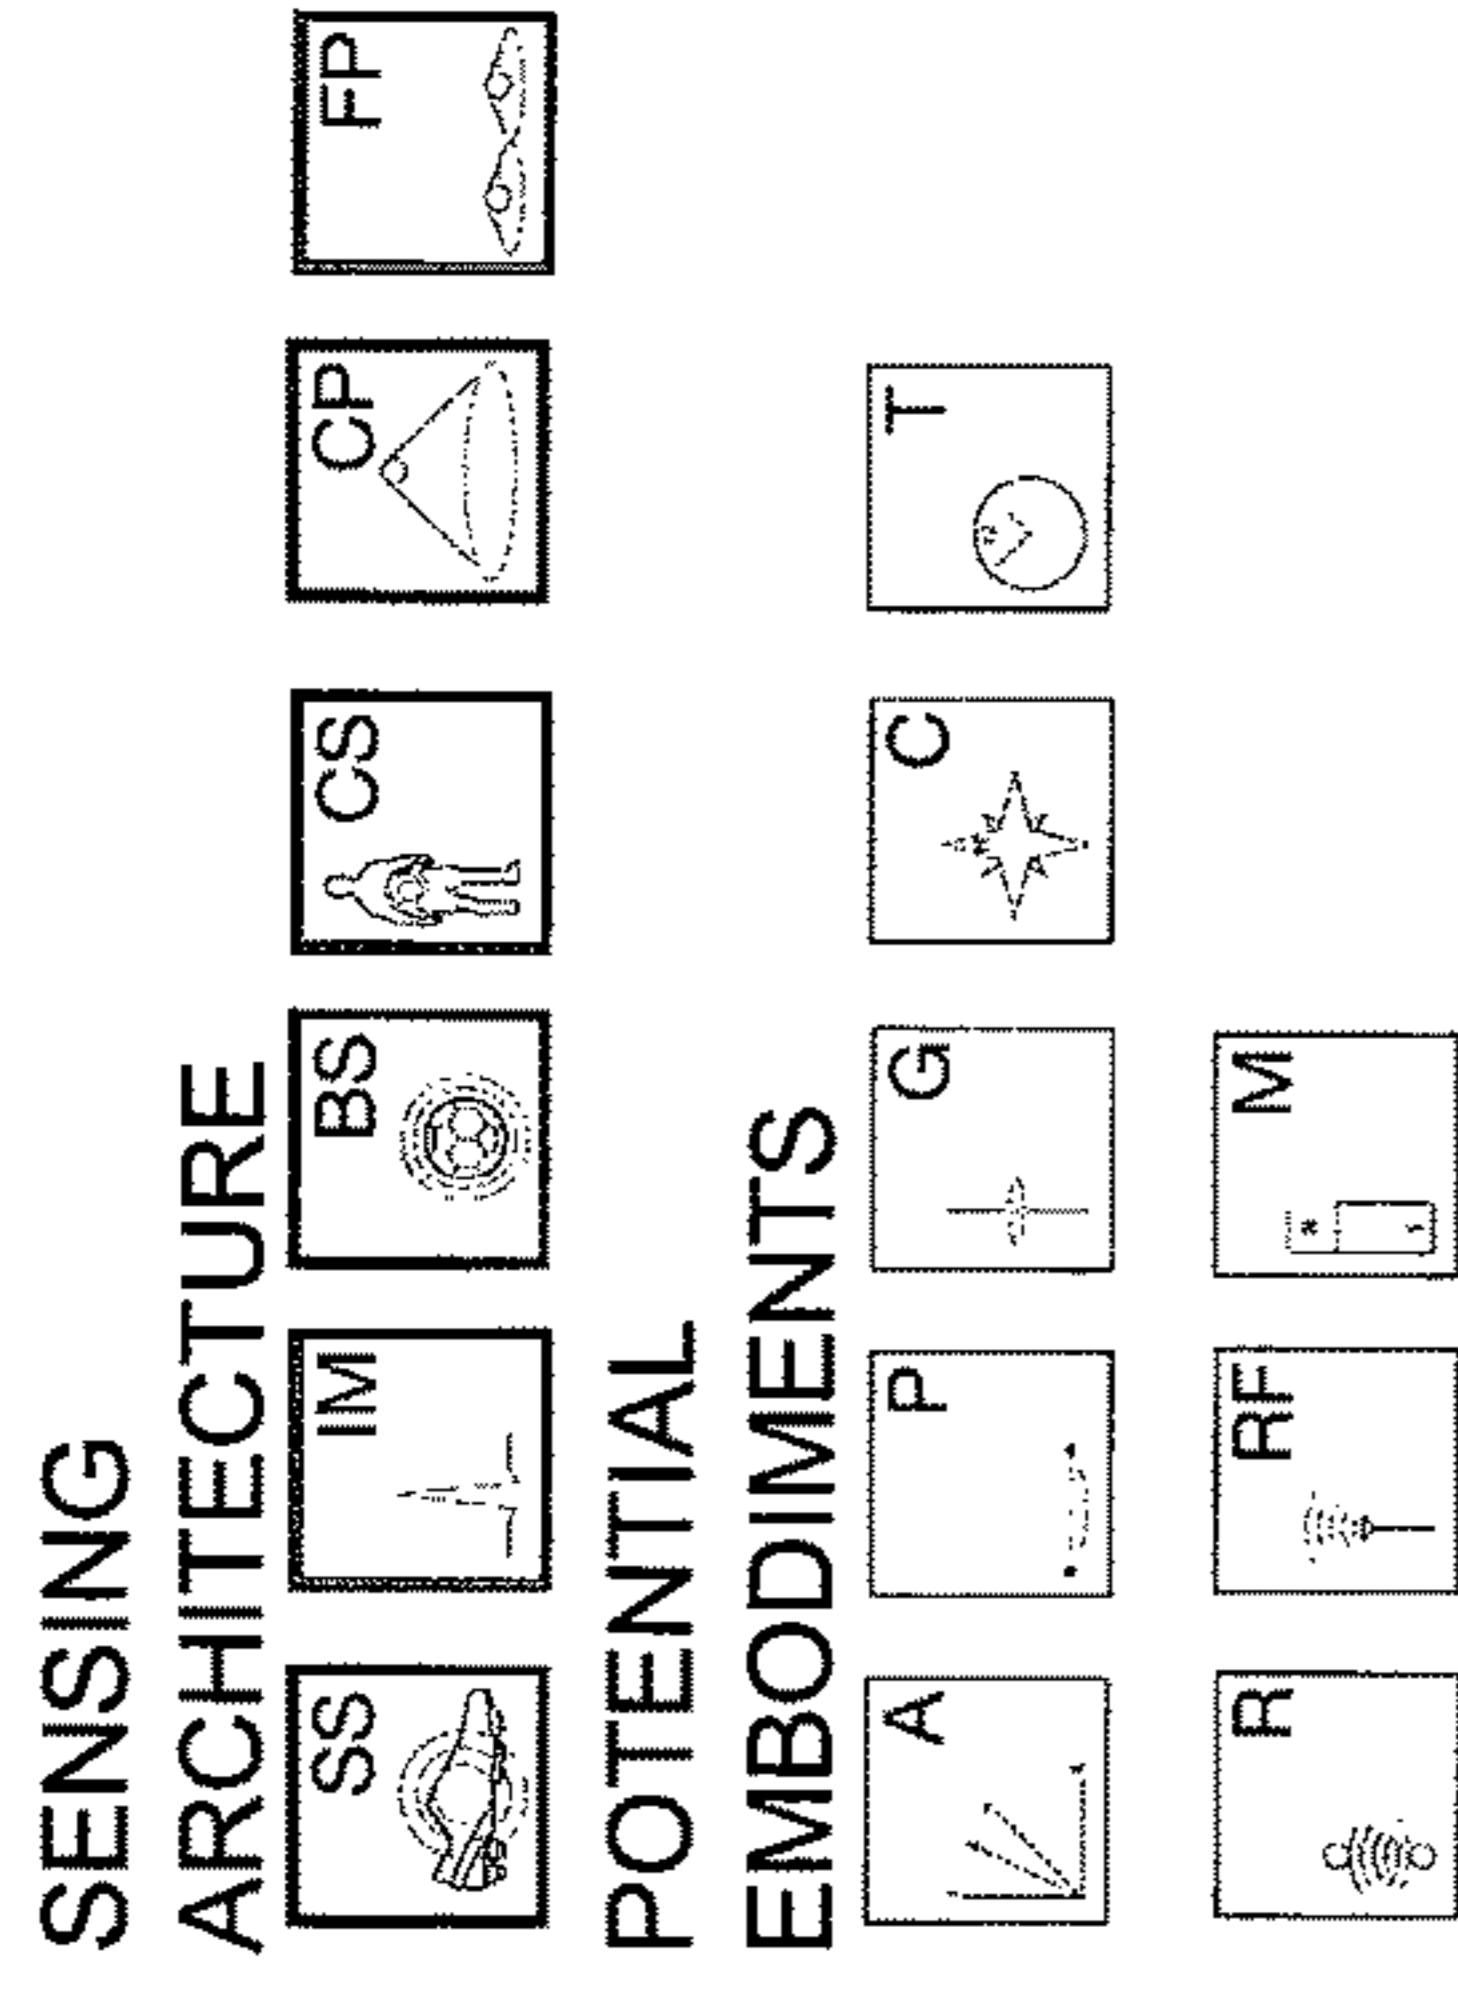 SENSING
ARCHITECTURE
SS IM BS CS CP FP
POTENTIAL
EMBODIMENTS
A P G C T
R RF M